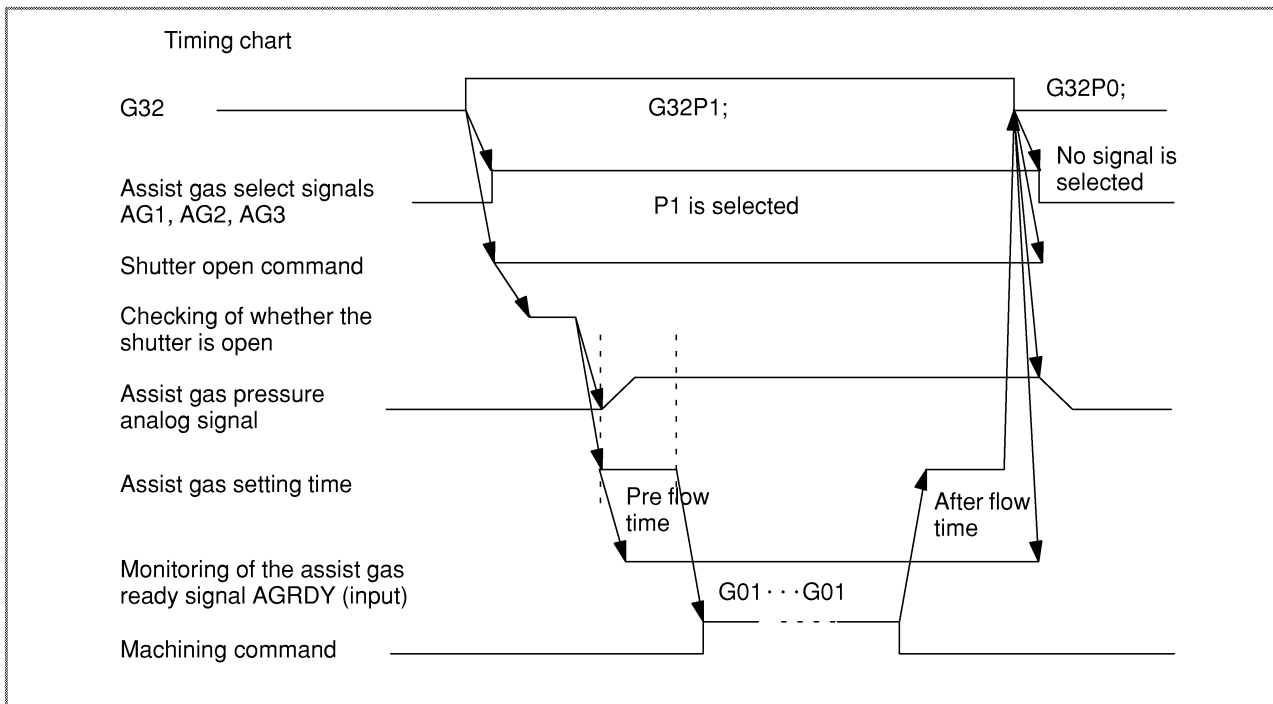 Timing chart
G32
G32P1;
G32P0;
Assist gas select signals
AG1, AG2, AG3
P1 is selected
No signal is
selected
Shutter open command
Checking of whether the
shutter is open
Assist gas pressure
analog signal
Assist gas setting time
Pre flow
time
After flow
time
Monitoring of the assist gas
ready signal AGRDY (input)
G01 · · · G01
Machining command